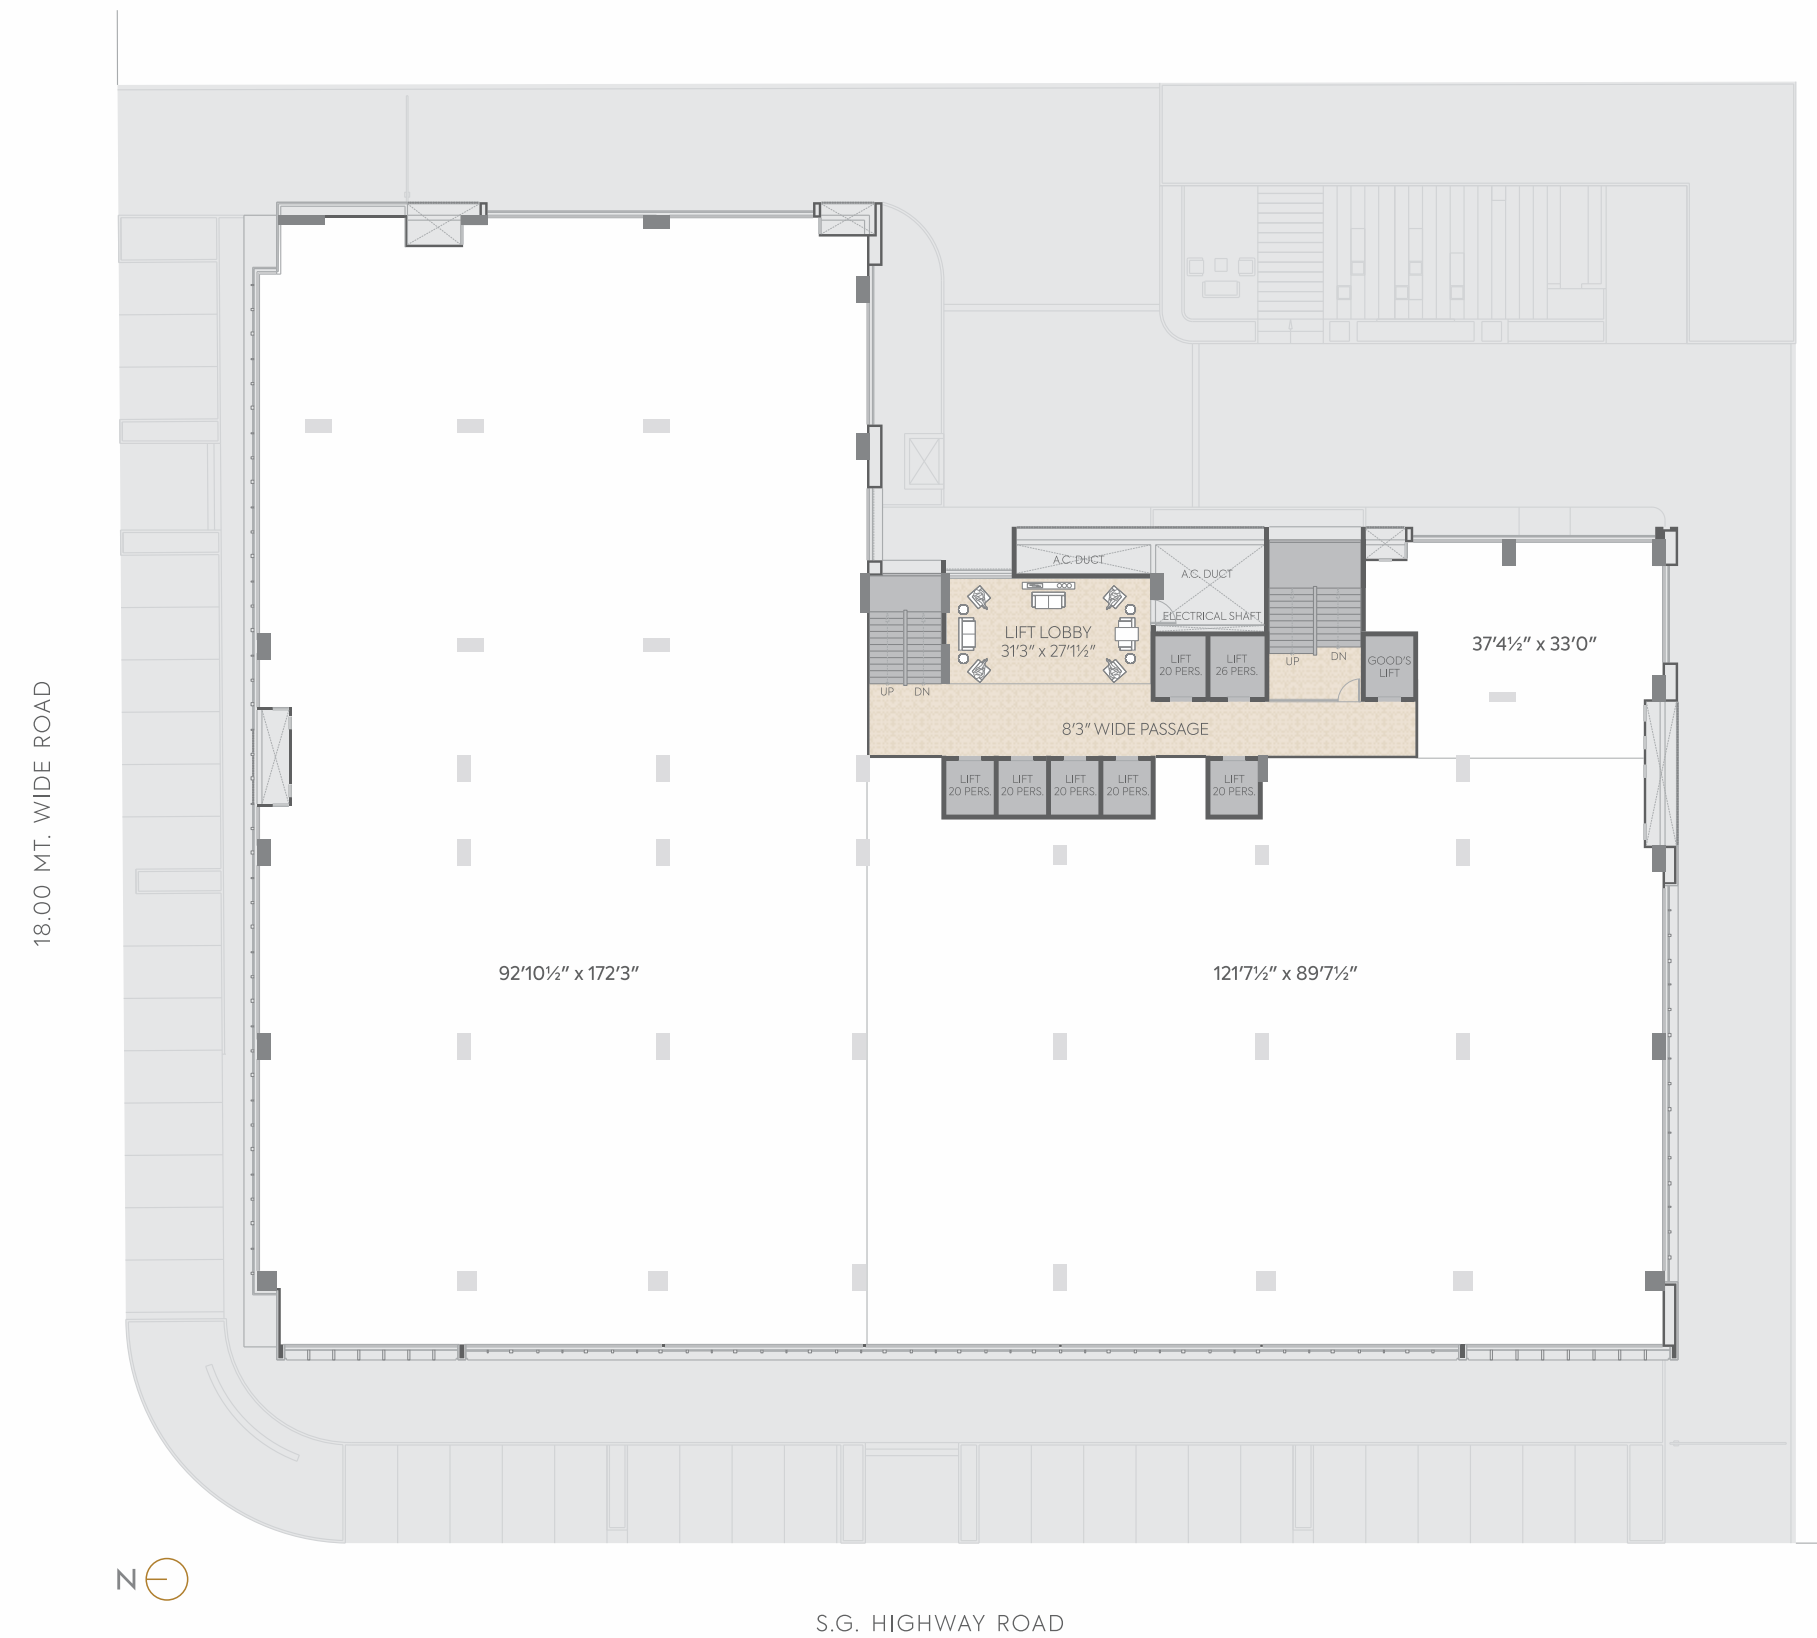 A.C. DUCT
A.C. DUCT
ELECTRICAL SHAFT
LIFT LOBBY
31'3" x 27'1½"
37'4½" x 33'0"
LIFT
20 PERS.
LIFT
26 PERS.
UP
DN
GOOD'S
LIFT
UP
DN
8'3" WIDE PASSAGE
LIFT
20 PERS.
LIFT
20 PERS.
LIFT
20 PERS.
LIFT
20 PERS.
LIFT
20 PERS.
18.00 MT. WIDE ROAD
92'10½" x 172'3"
121'7½" x 89'7½"
N
S.G. HIGHWAY ROAD